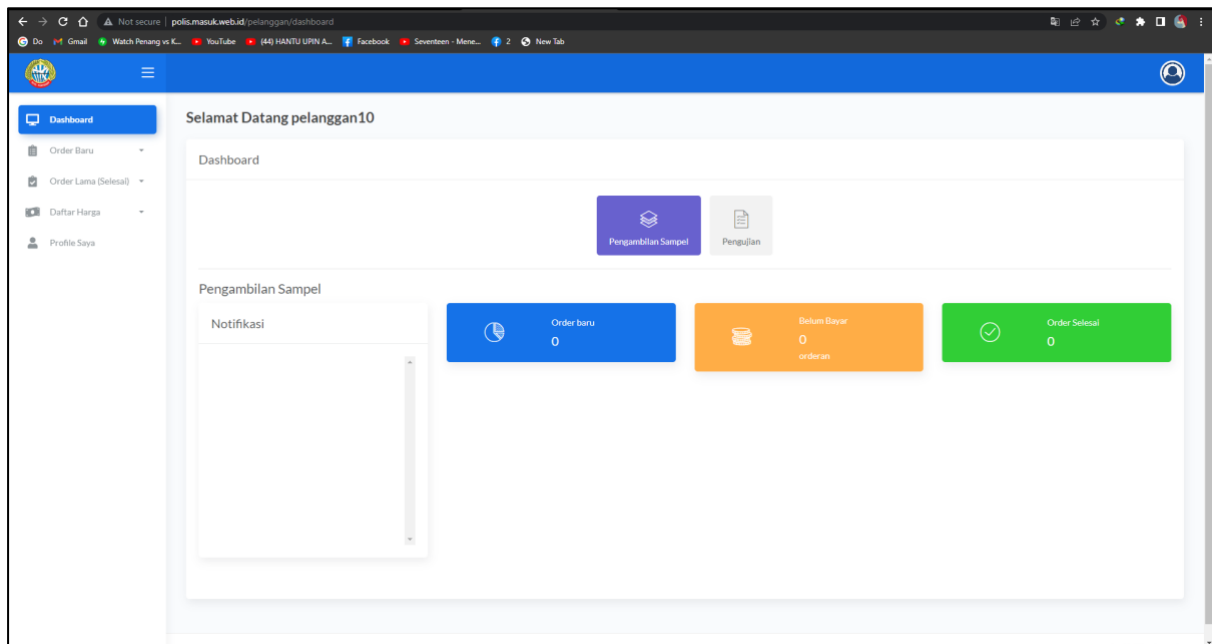 Not secure | polis.masuk.web.id/pelanggan/dashboard
Do Gmail Watch Penang vs K... YouTube (44) HANTU UPIN A... Facebook Seventeen - Mene... 2 New Tab
Dashboard
Order Baru
Order Lama (Selesai)
Daftar Harga
Profile Saya
Selamat Datang pelanggan10
Dashboard
Pengambilan Sampel
Pengujian
Pengambilan Sampel
Notifikasi
Order baru
0
Belum Bayar
0
orderan
Order Selesai
0